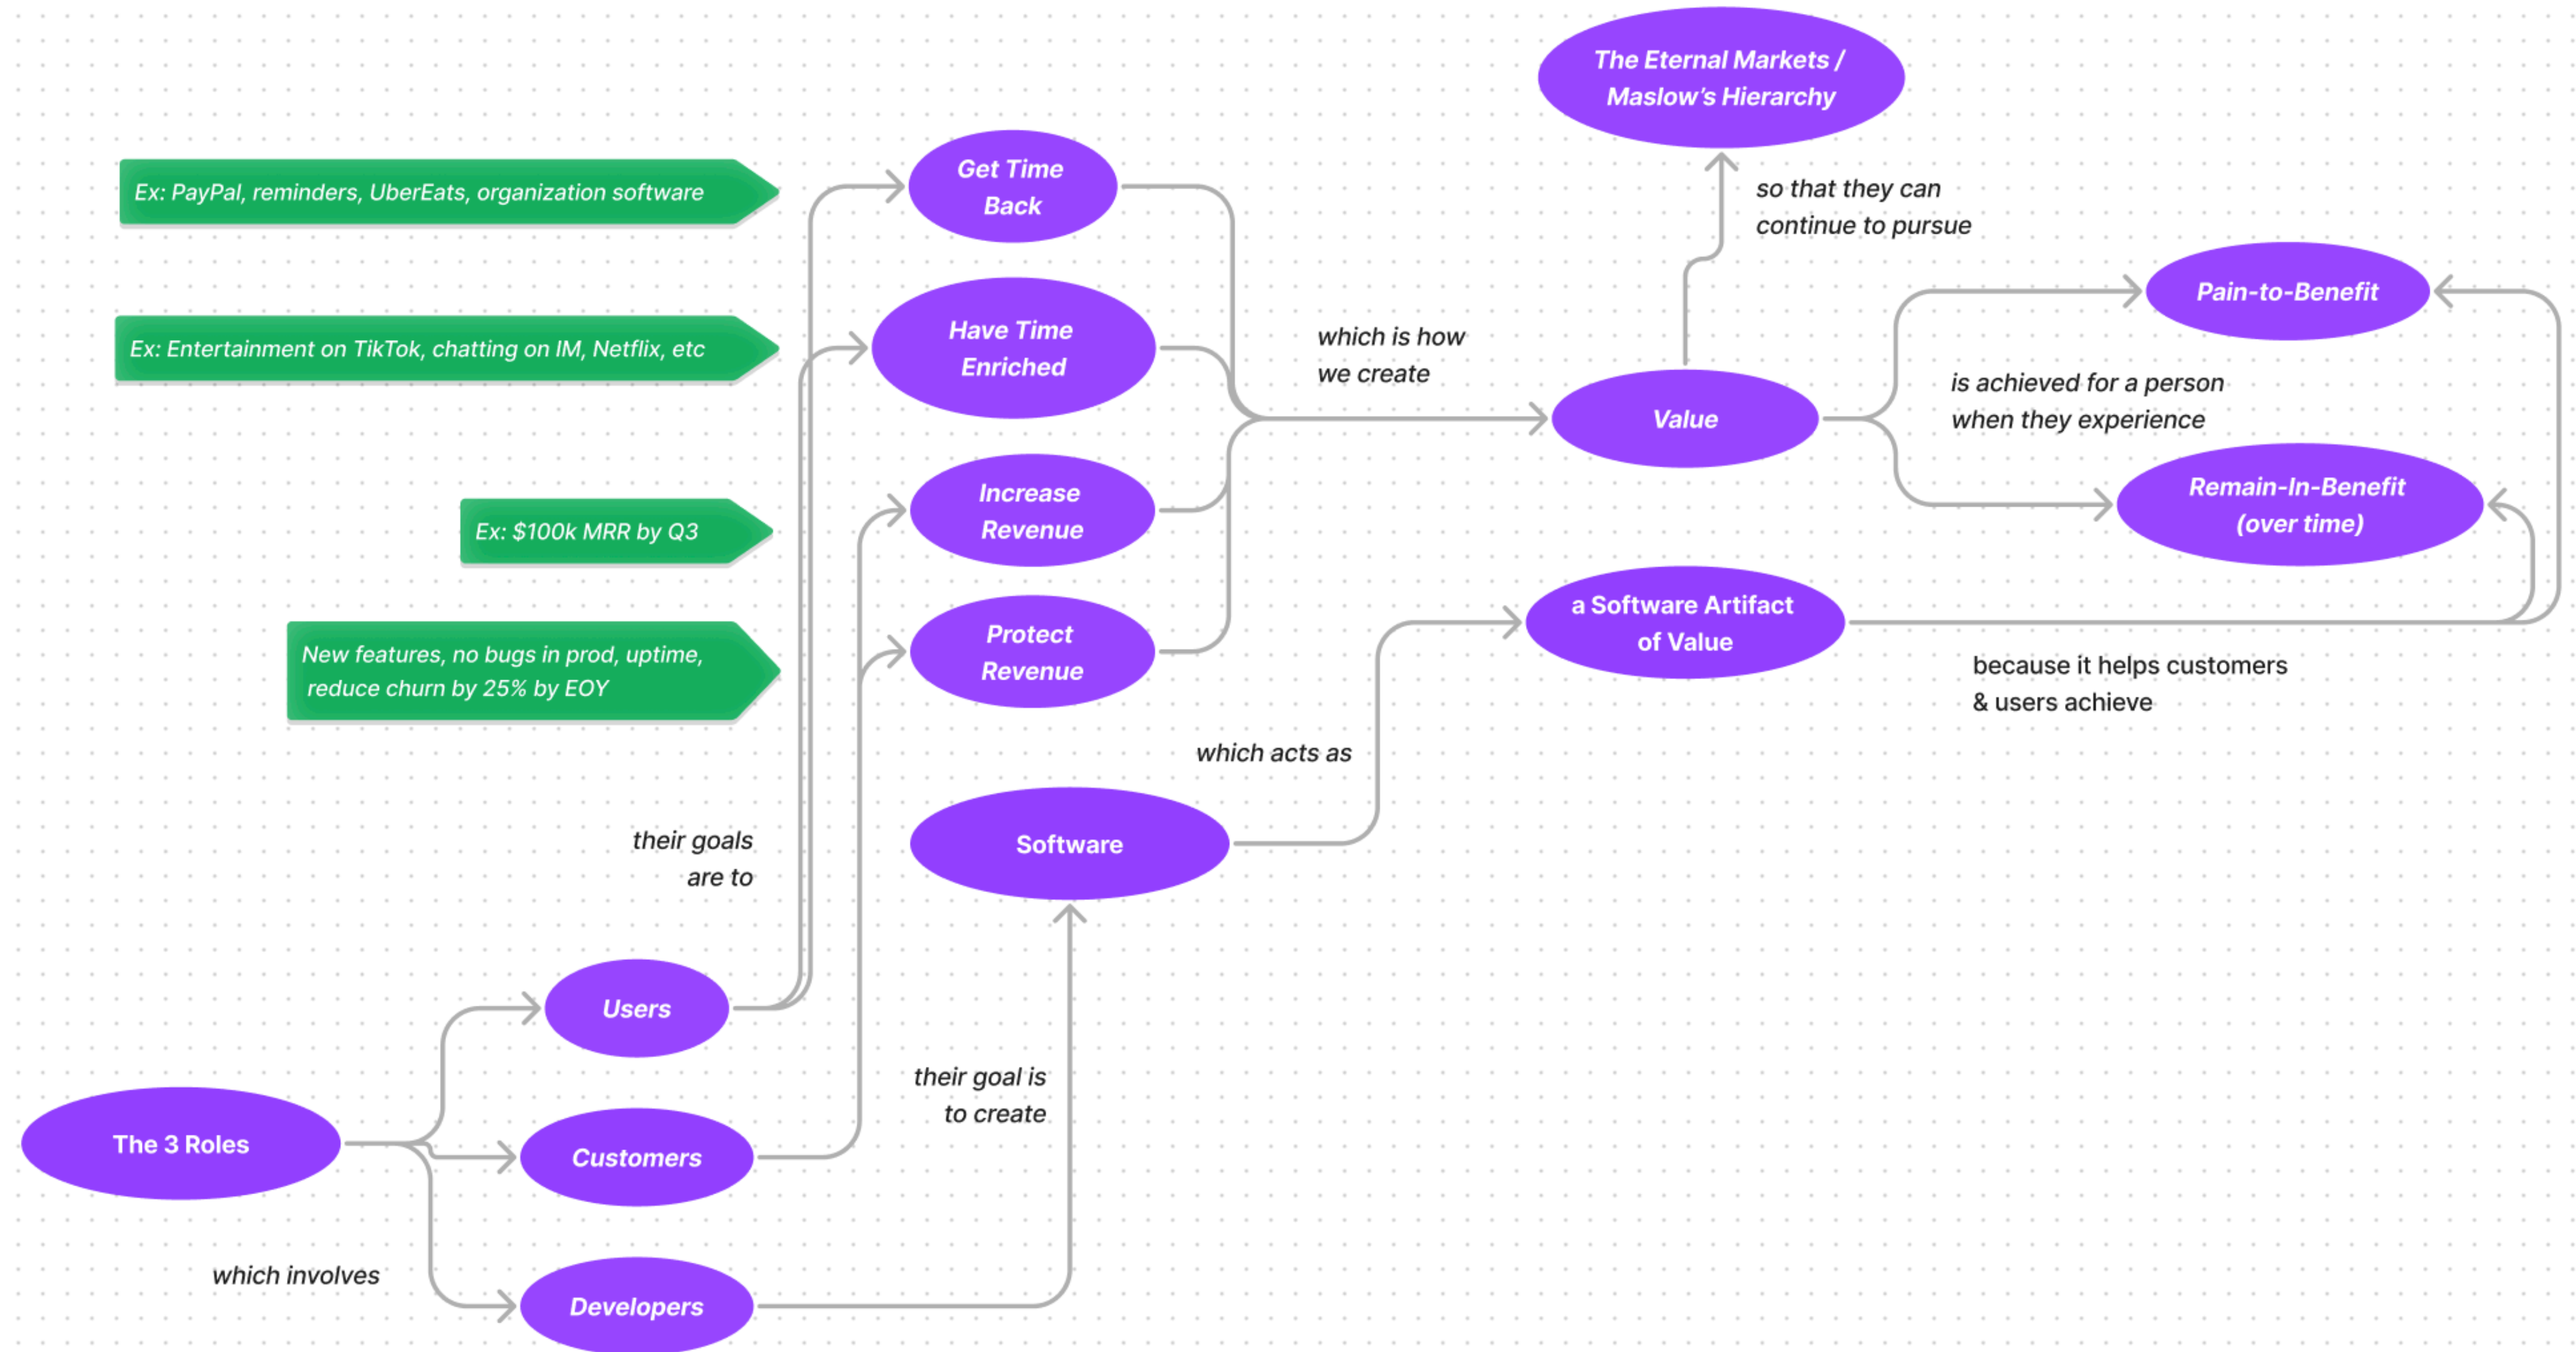 The Eternal Markets /
Maslow's Hierarchy
Get Time
Back
Ex: PayPal, reminders, UberEats, organization software
so that they can
continue to pursue
Pain-to-Benefit
Have Time
Enriched
Ex: Entertainment on TikTok, chatting on IM, Netflix, etc
which is how
we create
Value
is achieved for a person
when they experience
Increase
Revenue
Ex: $100k MRR by Q3
Remain-In-Benefit
(over time)
Protect
Revenue
New features, no bugs in prod, uptime,
reduce churn by 25% by EOY
a Software Artifact
of Value
because it helps customers
& users achieve
which acts as
their goals
are to
Software
Users
their goal is
to create
The 3 Roles
Customers
which involves
Developers